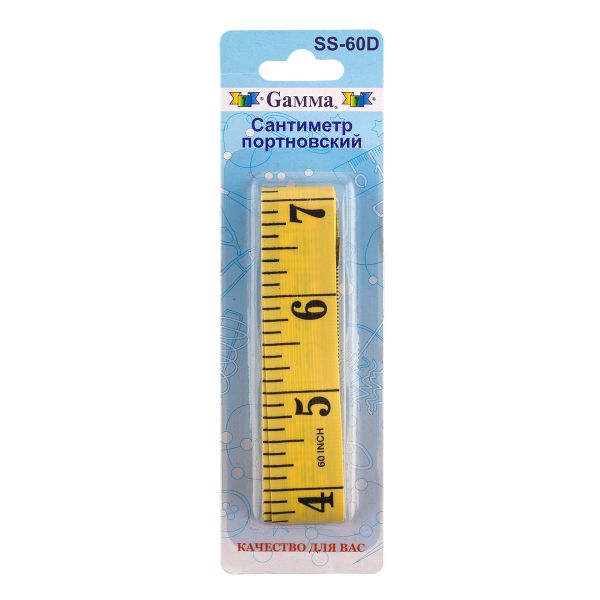 SS-60D
Gamma®
Сантиметр
портновский
7
6
5
60 INCH
4
КАЧЕСТВО ДЛЯ ВАС